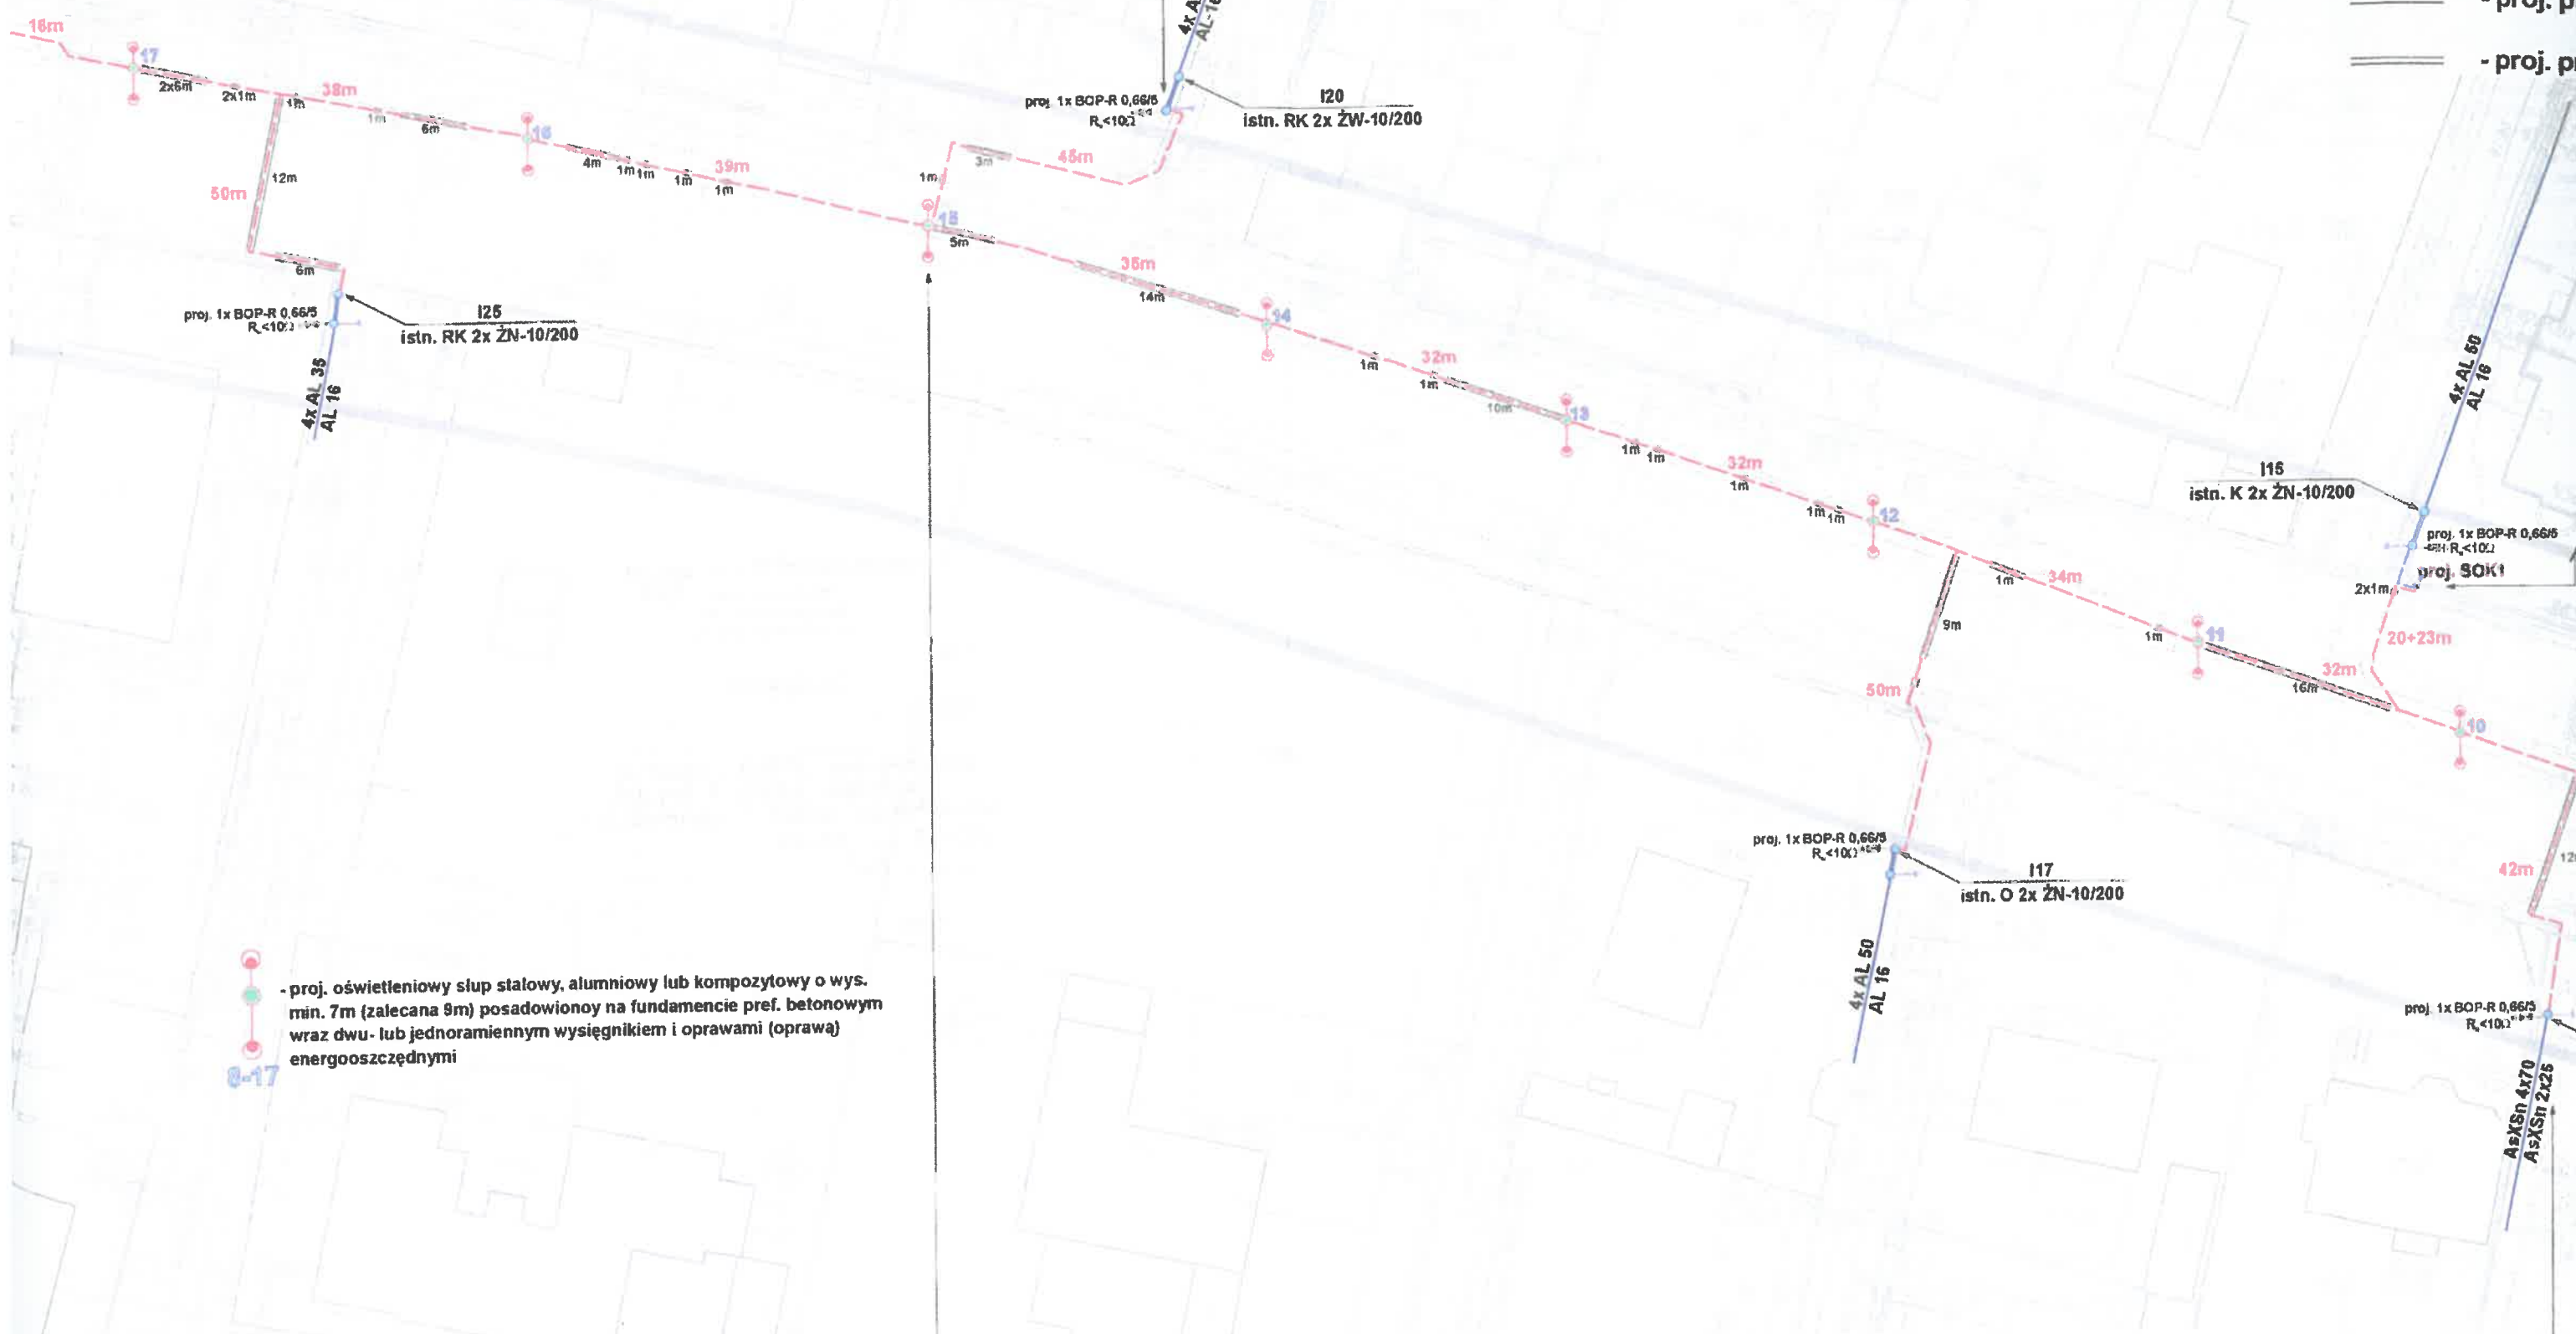 16m
17
2x6m
2x1m
1m
38m
1m
6m
16
4m
1m
1m
1m
39m
1m
12m
50m
6m
proj. 1x BOP-R 0,66/5
I25
istn. RK 2x ŻN-10/200
4x AL 35
AL 16
AL-16
proj. 1x BOP-R 0,66/5
I20
istn. RK 2x ŻW-10/200
3m
45m
1m
15
5m
35m
14m
14
1m
32m
1m
10m
13
1m
1m
32m
1m
1m
1m
12
1m
34m
9m
1m
11
50m
32m
16m
10
proj. 1x BOP-R 0,66/5
I17
istn. O 2x ŻN-10/200
4x AL 50
AL 16
4x AL 50
AL 16
I15
istn. K 2x ŻN-10/200
proj. 1x BOP-R 0,66/5
proj. SOK1
2x1m
20+23m
42m
proj. 1x BOP-R 0,66/5
AsXSn 4x70
AsXSn 2x25
- proj. oświetleniowy słup stalowy, alumniowy lub kompozytowy o wys.
min. 7m (zalecana 9m) posadowionoy na fundamencie pref. betonowym
wraz dwu- lub jednoramiennym wysięgnikiem i oprawami (oprawą)
energooszczędnymi
8-17
- proj. p
- proj. p